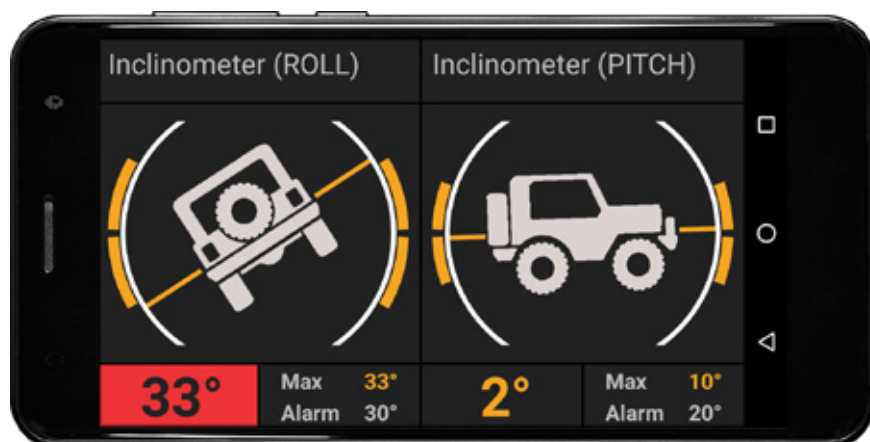 Inclinometer (ROLL)
Inclinometer (PITCH)
33°
Max 33°
Alarm 30°
2°
Max 10°
Alarm 20°